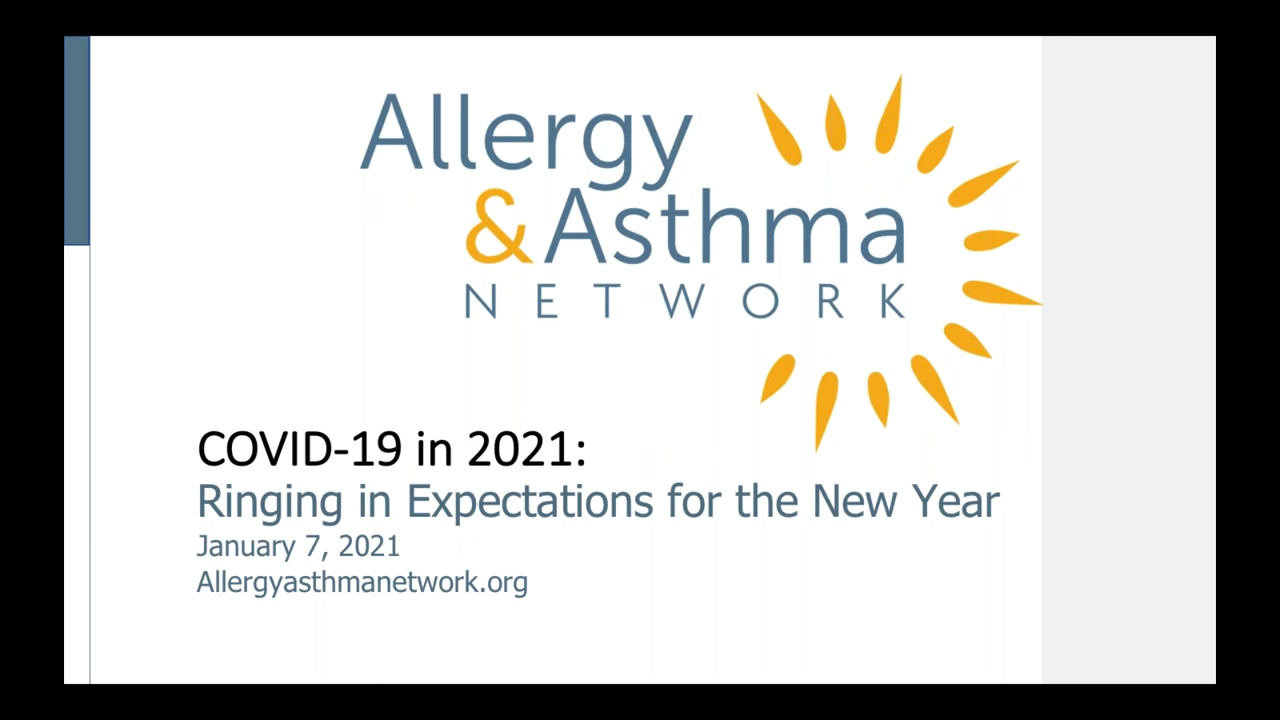 Allergy
& Asthma
NETWORK
COVID-19 in 2021:
Ringing in Expectations for the New Year
January 7, 2021
Allergyasthmanetwork.org